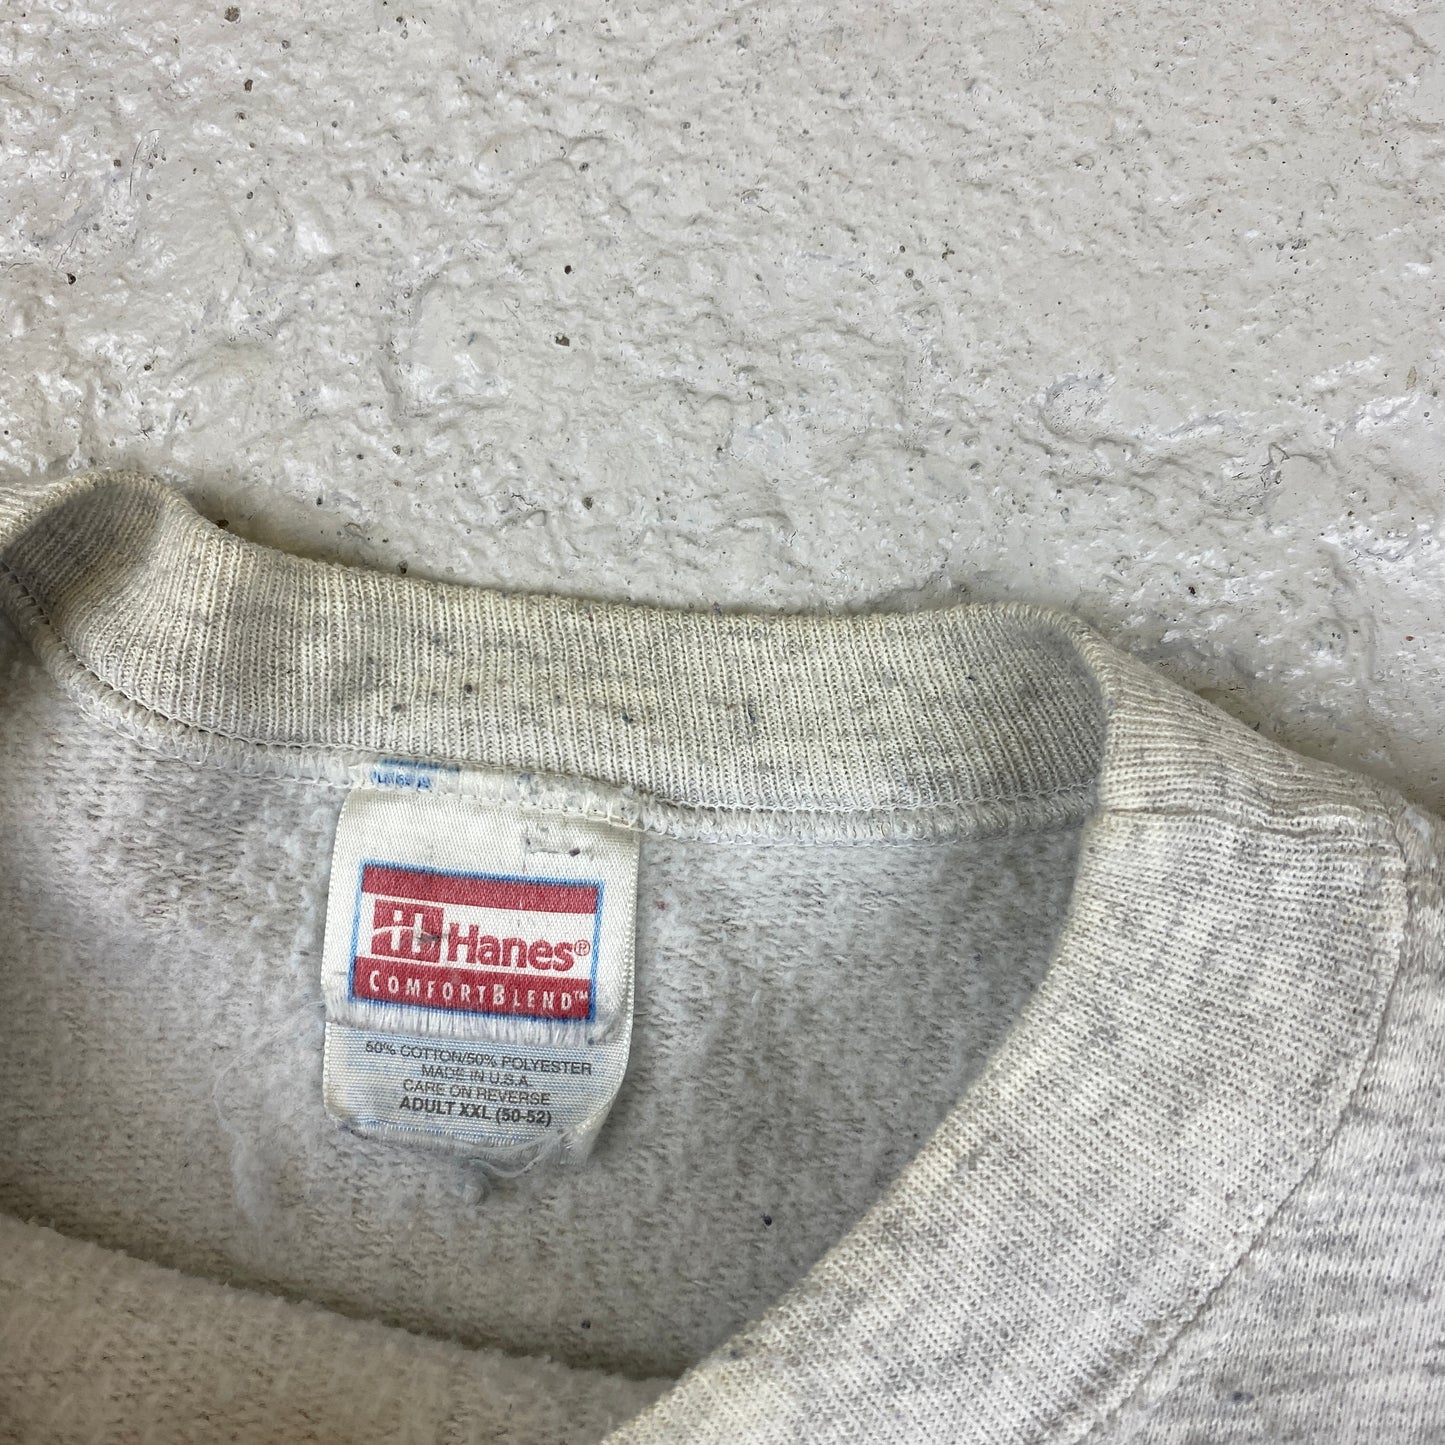 Hanes®
COMFORTBLEND™
50% COTTON/50% POLYESTER
MADE IN U.S.A.
CARE ON REVERSE
ADULT XXL (50-52)